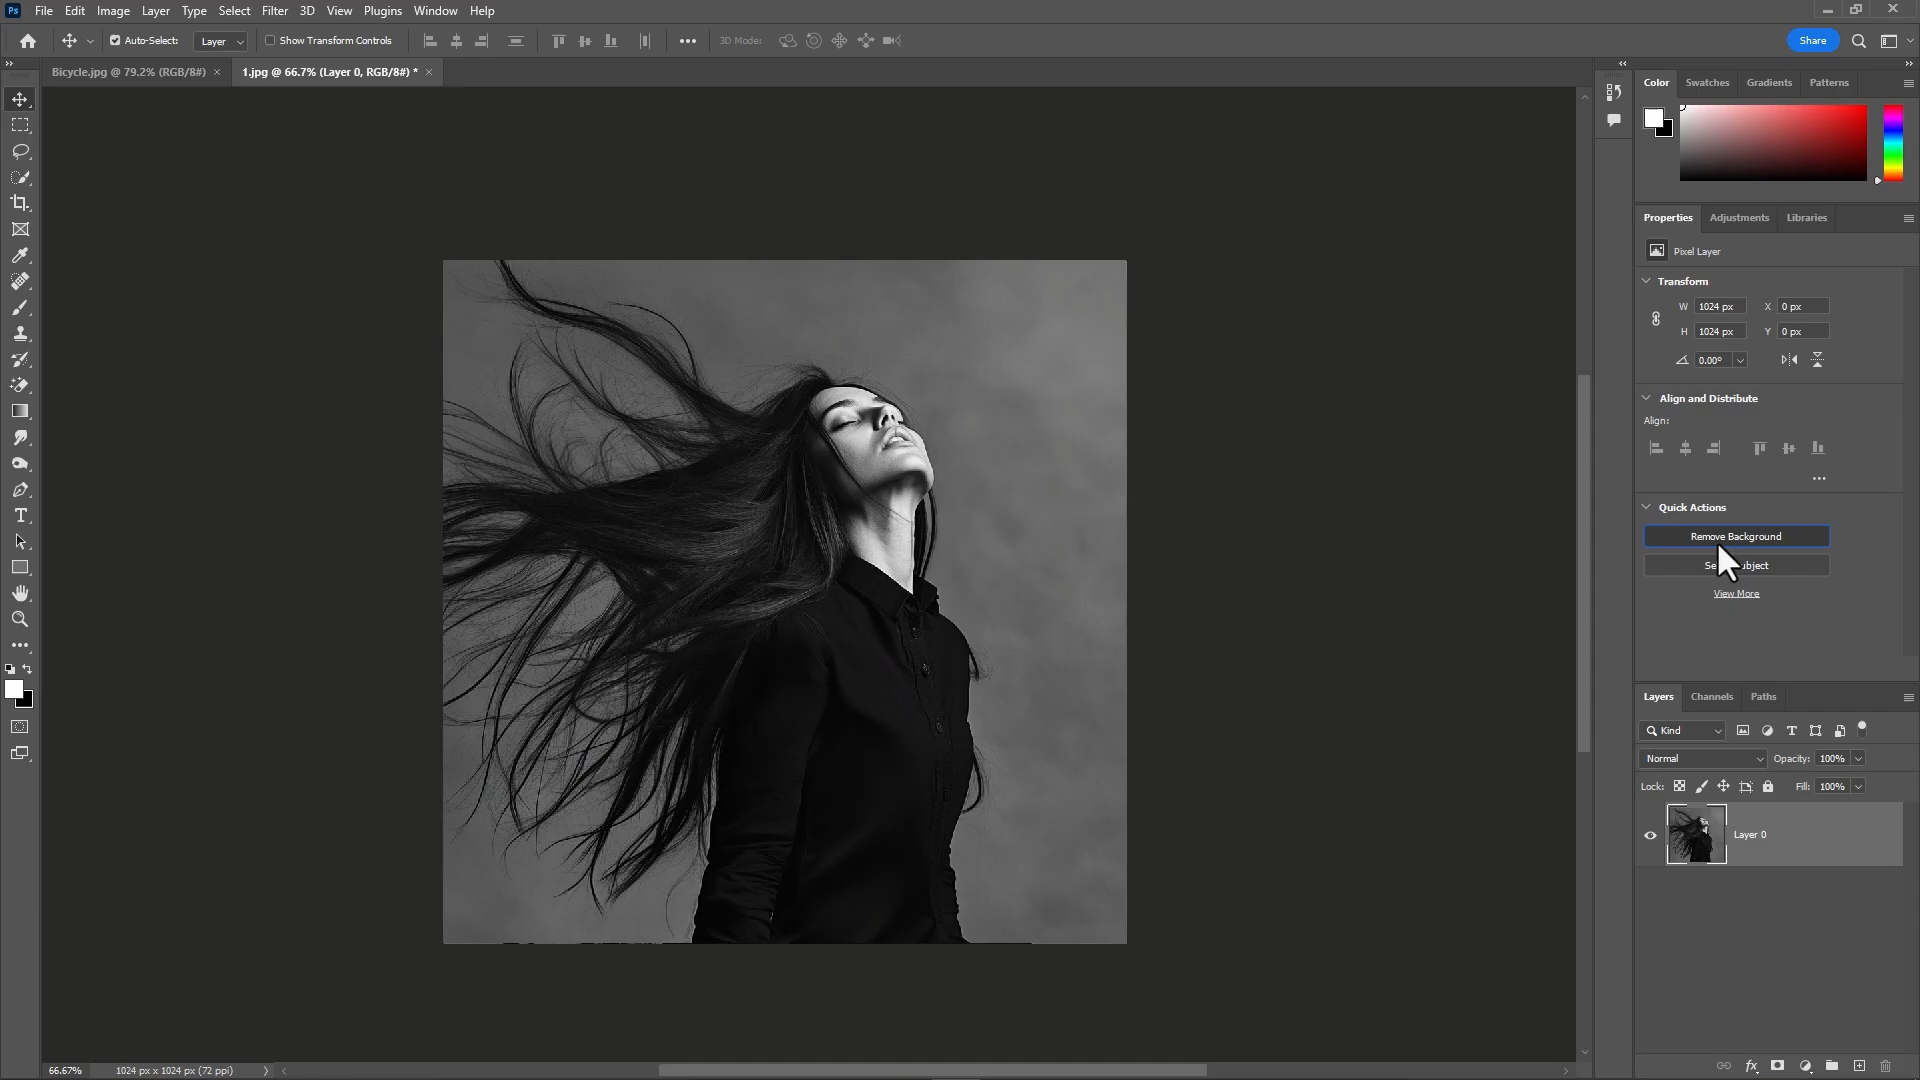 Ps File Edit Image Layer Type Select Filter 3D View Plugins Window Help
Auto-Select: Layer Show Transform Controls 3D Mode: Share
Bicycle.jpg @ 79.2% (RGB/8#) × 1.jpg @ 66.7% (Layer 0, RGB/8#) * ×
Color Swatches Gradients Patterns
Properties Adjustments Libraries
Pixel Layer
Transform
W 1024 px X 0 px
H 1024 px Y 0 px
0.00°
Align and Distribute
Align:
Quick Actions
Remove Background
View More
Layers Channels Paths
Kind
Normal Opacity: 100%
Lock: Fill: 100%
Layer 0
66.67% 1024 px x 1024 px (72 ppi)